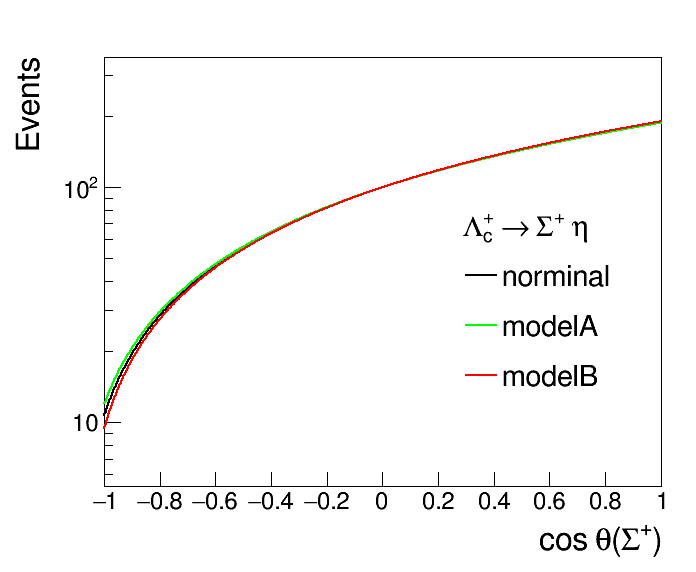 Events
10²
10
Λc⁺ → Σ⁺ η
norminal
modelA
modelB
−1 −0.8 −0.6 −0.4 −0.2 0 0.2 0.4 0.6 0.8 1
cos θ(Σ⁺)